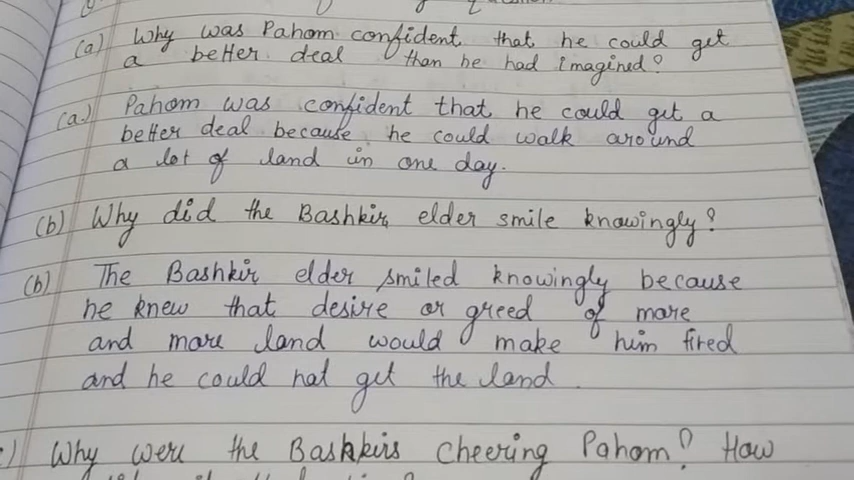 (a) Why was Pahom confident that he could get
a better deal than he had imagined?
(a) Pahom was confident that he could get a
better deal because he could walk around
a lot of land in one day.
(b) Why did the Bashkir elder smile knowingly?
(b) The Bashkir elder smiled knowingly because
he knew that desire or greed of more
and more land would make him tired
and he could not get the land.
) Why were the Bashkirs cheering Pahom? How